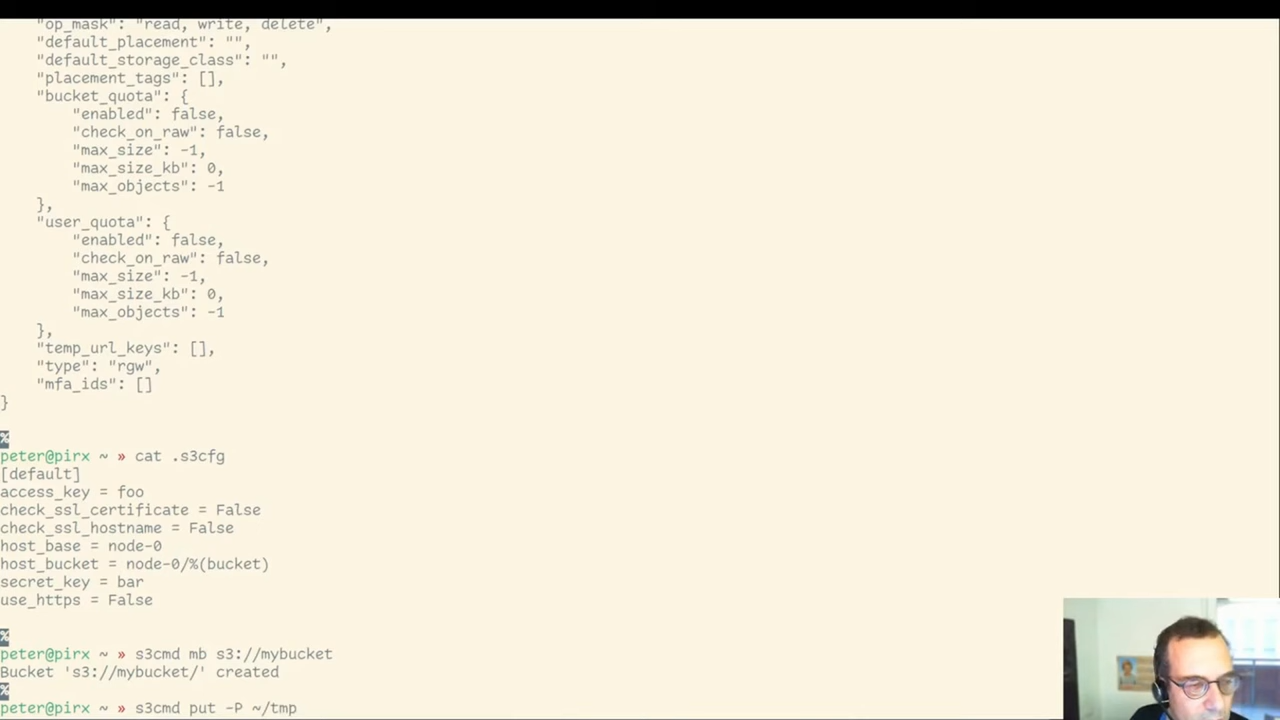 "op_mask": "read, write, delete",
"default_placement": "",
"default_storage_class": "",
"placement_tags": [],
"bucket_quota": {
"enabled": false,
"check_on_raw": false,
"max_size": -1,
"max_size_kb": 0,
"max_objects": -1
},
"user_quota": {
"enabled": false,
"check_on_raw": false,
"max_size": -1,
"max_size_kb": 0,
"max_objects": -1
},
"temp_url_keys": [],
"type": "rgw",
"mfa_ids": []
}
%
peter@pirx ~ » cat .s3cfg
[default]
access_key = foo
check_ssl_certificate = False
check_ssl_hostname = False
host_base = node-0
host_bucket = node-0/%(bucket)
secret_key = bar
use_https = False
%
peter@pirx ~ » s3cmd mb s3://mybucket
Bucket 's3://mybucket/' created
%
peter@pirx ~ » s3cmd put -P ~/tmp